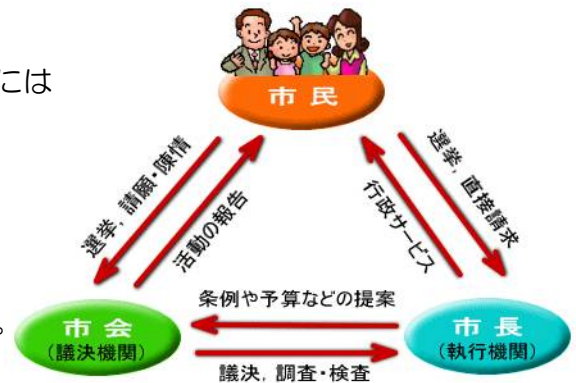 には
市民
選挙，請願・陳情
活動の報告
行政サービス
選挙，直接請求
条例や予算などの提案
。
市会
（議決機関）
市長
（執行機関）
議決，調査・検査